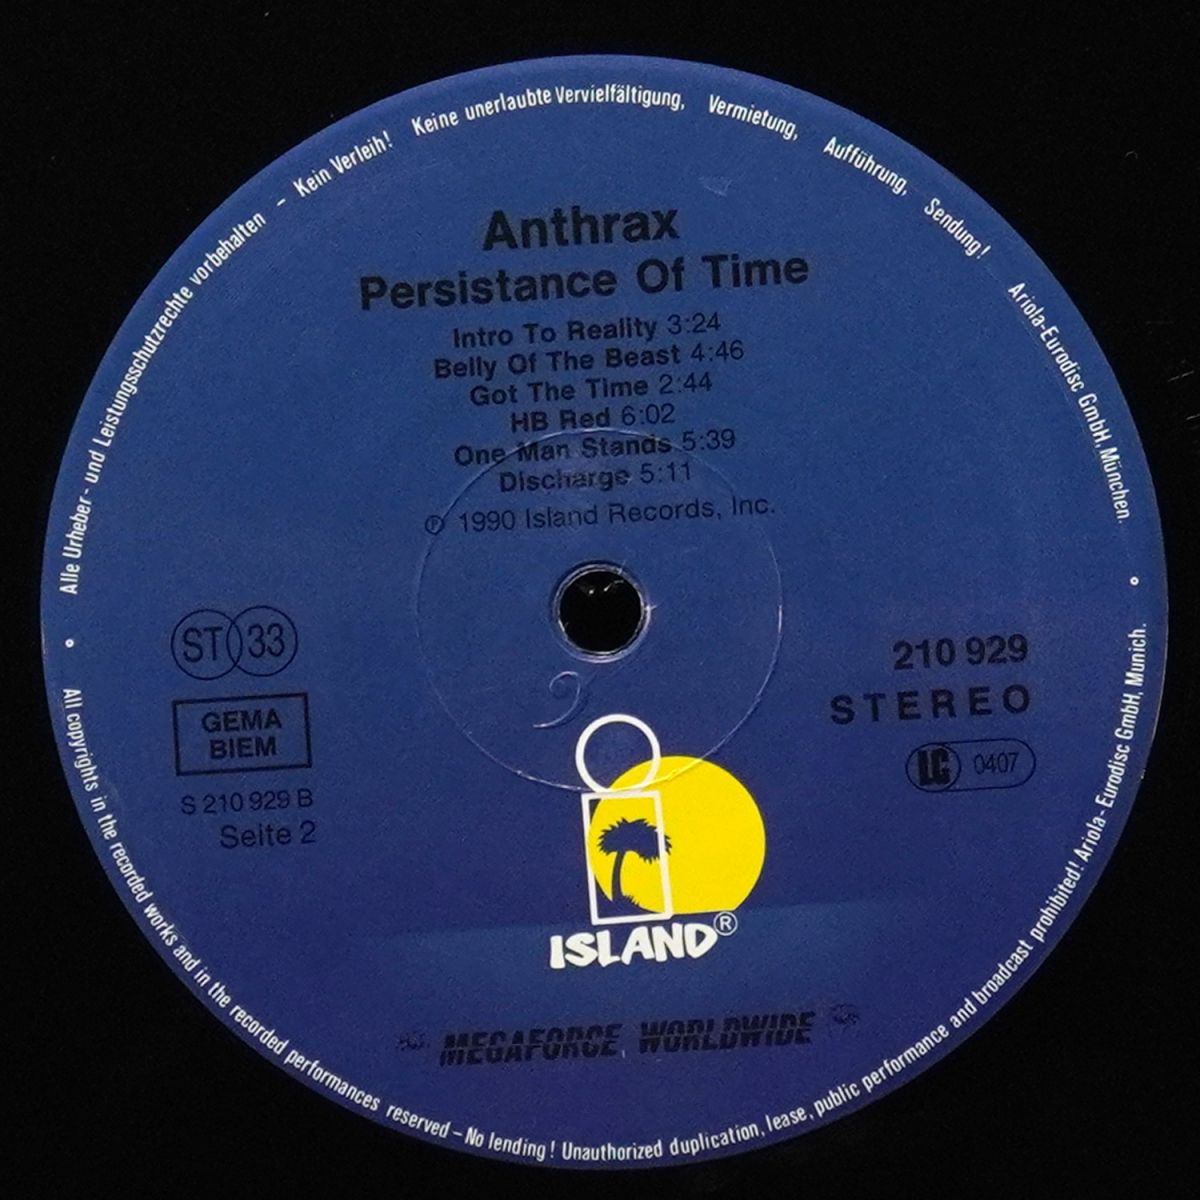 Alle Urheber- und Leistungsschutzrechte vorbehalten - Kein Verleih! Keine unerlaubte Vervielfältigung, Vermietung, Aufführung, Sendung! Ariola-Eurodisc GmbH, München.
Anthrax
Persistance Of Time
Intro To Reality 3:24
Belly Of The Beast 4:46
Got The Time 2:44
HB Red 6:02
One Man Stands 5:39
Discharge 5:11
℗ 1990 Island Records, Inc.
ST 33
GEMA
BIEM
S 210 929 B
Seite 2
210 929
STEREO
LC 0407
ISLAND®
MEGAFORCE WORLDWIDE
All copyrights in the recorded works and in the recorded performances reserved – No lending! Unauthorized duplication, lease, public performance and broadcast prohibited! Ariola-Eurodisc GmbH, Munich.